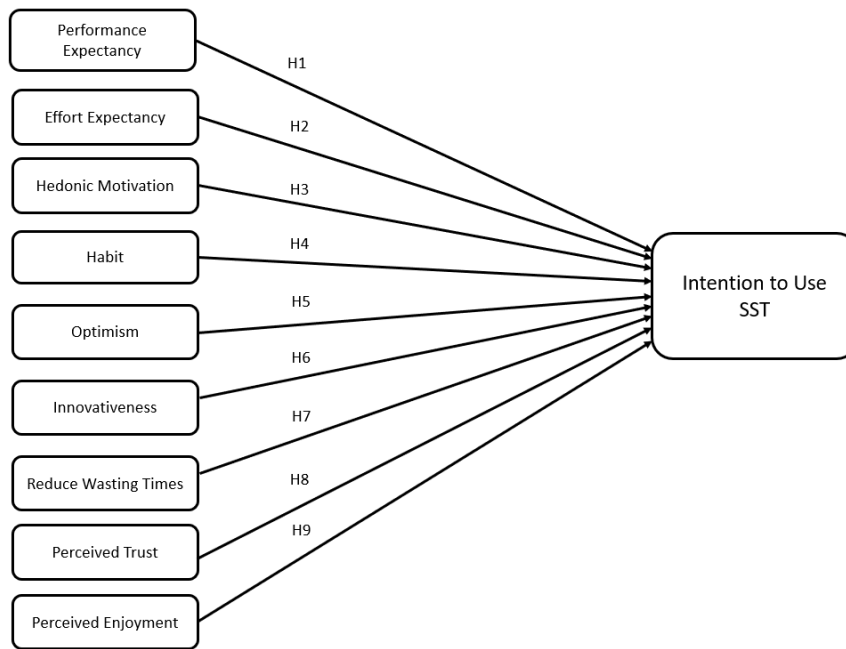 Performance
Expectancy
H1
Effort Expectancy
H2
Hedonic Motivation
H3
Habit
H4
Optimism
H5
Innovativeness
H6
Reduce Wasting Times
H7
Perceived Trust
H8
Perceived Enjoyment
H9
Intention to Use
SST